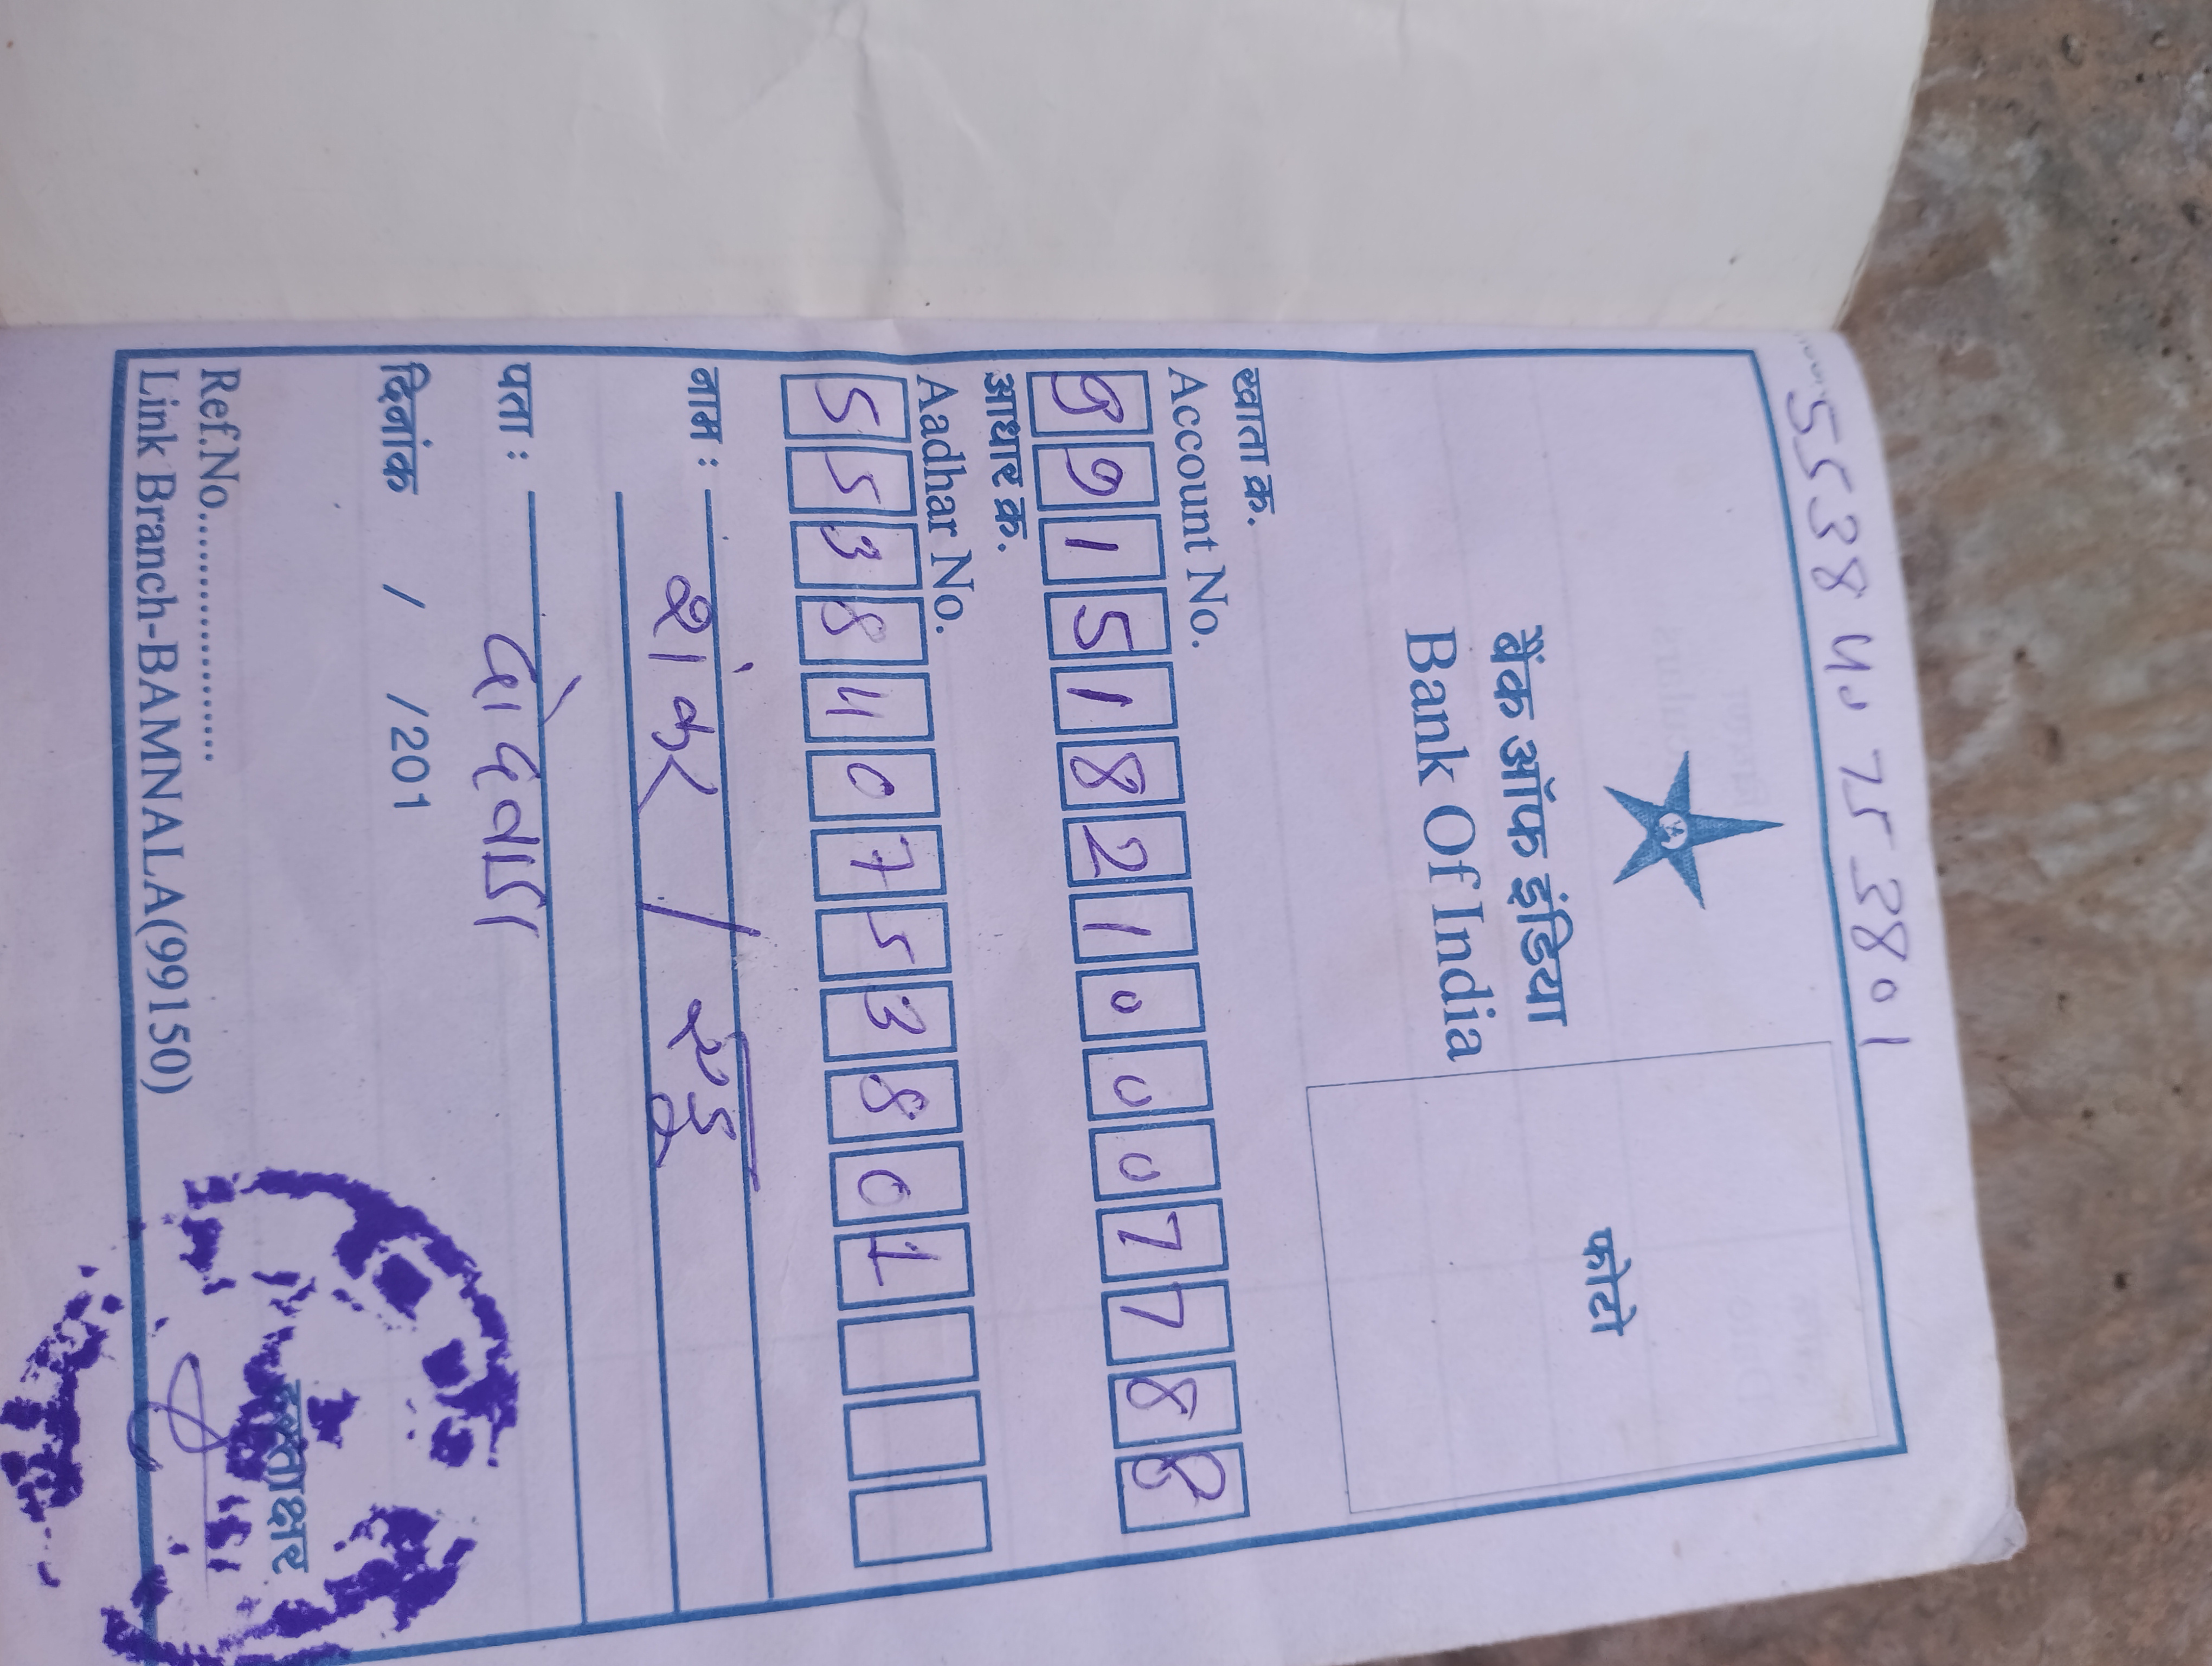 5538 40 75 3801
बैंक ऑफ इंडिया
Bank Of India
फोटो
खाता क्र.
Account No.
991518210007788
आधार क्र.
Aadhar No.
553840753801
नाम : शंकर /
पता :
दिनांक / /201
हस्ताक्षर
Ref.No....................
Link Branch-BAMNALA(99150)